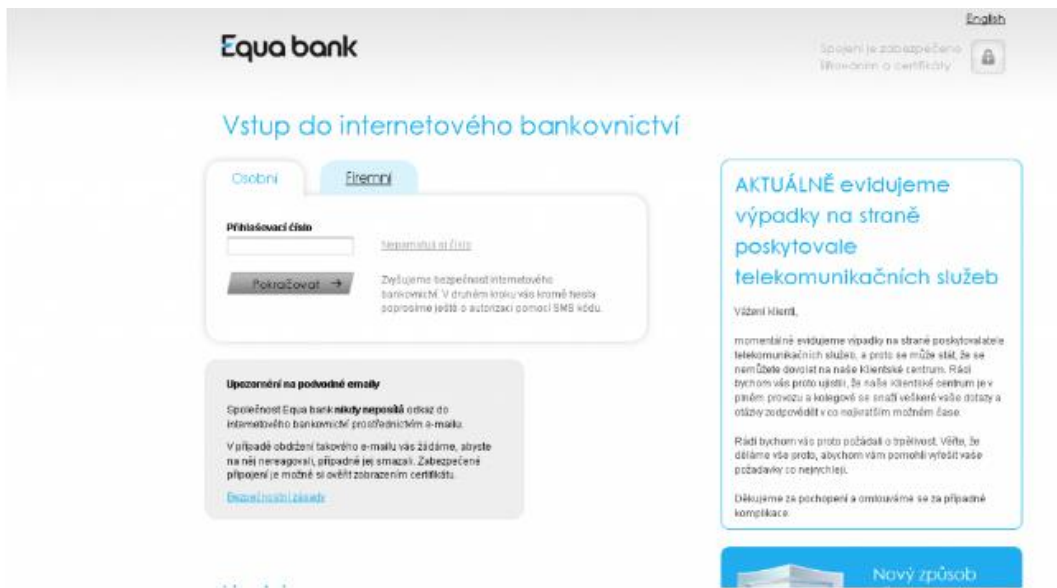 English
Equa bank
Spojení je zabezpečeno
šifrováním a certifikáty
Vstup do internetového bankovnictví
Osobní
Firemní
Přihlašovací číslo
Nepamatuji si číslo
Pokračovat →
Zvyšujeme bezpečnost internetového
bankovnictví. V druhém kroku vás kromě hesla
poprosíme ještě o autorizaci pomocí SMS kódu.
Upozornění na podvodné emaily
Společnost Equa bank nikdy neposílá odkaz do
internetového bankovnictví prostřednictvím e-mailu.
V případě obdržení takového e-mailu vás žádáme, abyste
na něj nereagovali, případně jej smazali. Zabezpečené
připojení je možné si ověřit zobrazením certifikátu.
Bezpečnostní zásady
AKTUÁLNĚ evidujeme
výpadky na straně
poskytovale
telekomunikačních služeb
Vážení klienti,
momentálně evidujeme výpadky na straně poskytovalatele
telekomunikačních služeb, a proto se může stát, že se
nemůžete dovolat na naše Klientské centrum. Rádi
bychom vás proto ujistili, že naše Klientské centrum je v
plném provozu a kolegové se snaží veškeré vaše dotazy a
otázky zodpovědět v co nejkratším možném čase.
Rádi bychom vás proto požádali o trpělivost. Věřte, že
děláme vše proto, abychom vám pomohli vyřešit vaše
požadavky co nejrychleji.
Děkujeme za pochopení a omlouváme se za případné
komplikace.
Nový způsob